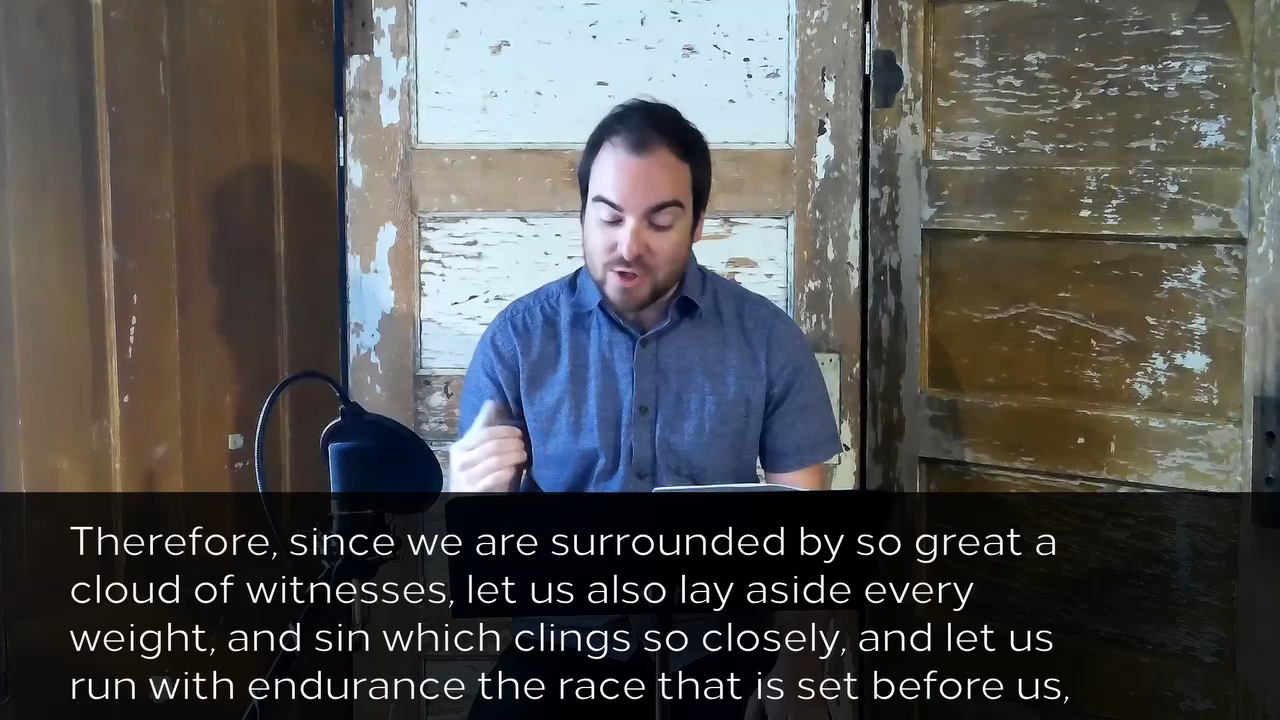 Therefore, since we are surrounded by so great a
cloud of witnesses, let us also lay aside every
weight, and sin which clings so closely, and let us
run with endurance the race that is set before us,